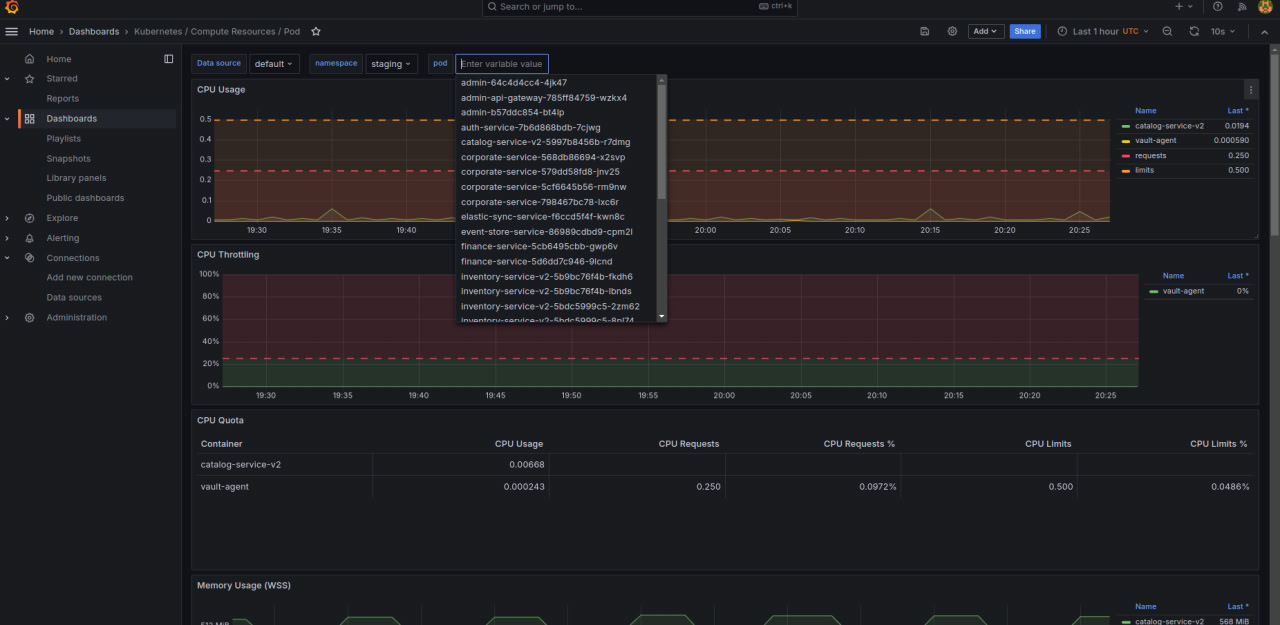 Search or jump to...
ctrl+k
Home › Dashboards › Kubernetes / Compute Resources / Pod
Add
Share
Last 1 hour UTC
10s
Home
Starred
Reports
Dashboards
Playlists
Snapshots
Library panels
Public dashboards
Explore
Alerting
Connections
Add new connection
Data sources
Administration
Data source default namespace staging pod Enter variable value
admin-64c4d4cc4-4jk47
admin-api-gateway-785ff84759-wzkx4
admin-b57ddc854-bt4lp
auth-service-7b6d868bdb-7cjwg
catalog-service-v2-5997b8456b-r7dmg
corporate-service-568db86694-x2svp
corporate-service-579dd58fd8-jnv25
corporate-service-5cf6645b56-rm9nw
corporate-service-798467bc78-lxc6r
elastic-sync-service-f6ccd5f4f-kwn8c
event-store-service-86989cdbd9-cpm2l
finance-service-5cb6495cbb-gwp6v
finance-service-5d6dd7c946-9lcnd
inventory-service-v2-5b9bc76f4b-fkdh6
inventory-service-v2-5b9bc76f4b-lbnds
inventory-service-v2-5bdc5999c5-2zm62
inventory-service-v2-5bdc5999c5-8pl74
CPU Usage
0.5
0.4
0.3
0.2
0.1
0
19:30 19:35 19:40 20:00 20:05 20:10 20:15 20:20 20:25
Name Last *
catalog-service-v2 0.0194
vault-agent 0.000590
requests 0.250
limits 0.500
CPU Throttling
100%
80%
60%
40%
20%
0%
19:30 19:35 19:40 19:45 19:50 19:55 20:00 20:05 20:10 20:15 20:20 20:25
Name Last *
vault-agent 0%
CPU Quota
Container CPU Usage CPU Requests CPU Requests % CPU Limits CPU Limits %
catalog-service-v2 0.00668
vault-agent 0.000243 0.250 0.0972% 0.500 0.0486%
Memory Usage (WSS)
512 MiB
Name Last *
catalog-service-v2 568 MiB